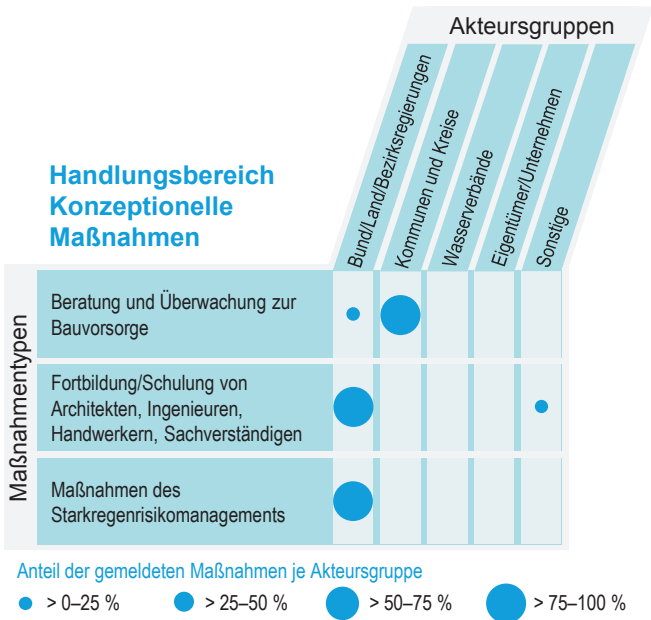 Akteursgruppen
Bund/Land/Bezirksregierungen
Kommunen und Kreise
Wasserverbände
Eigentümer/Unternehmen
Sonstige
Handlungsbereich
Konzeptionelle
Maßnahmen
Maßnahmentypen
Beratung und Überwachung zur
Bauvorsorge
Fortbildung/Schulung von
Architekten, Ingenieuren,
Handwerkern, Sachverständigen
Maßnahmen des
Starkregenrisikomanagements
Anteil der gemeldeten Maßnahmen je Akteursgruppe
> 0–25 %
> 25–50 %
> 50–75 %
> 75–100 %